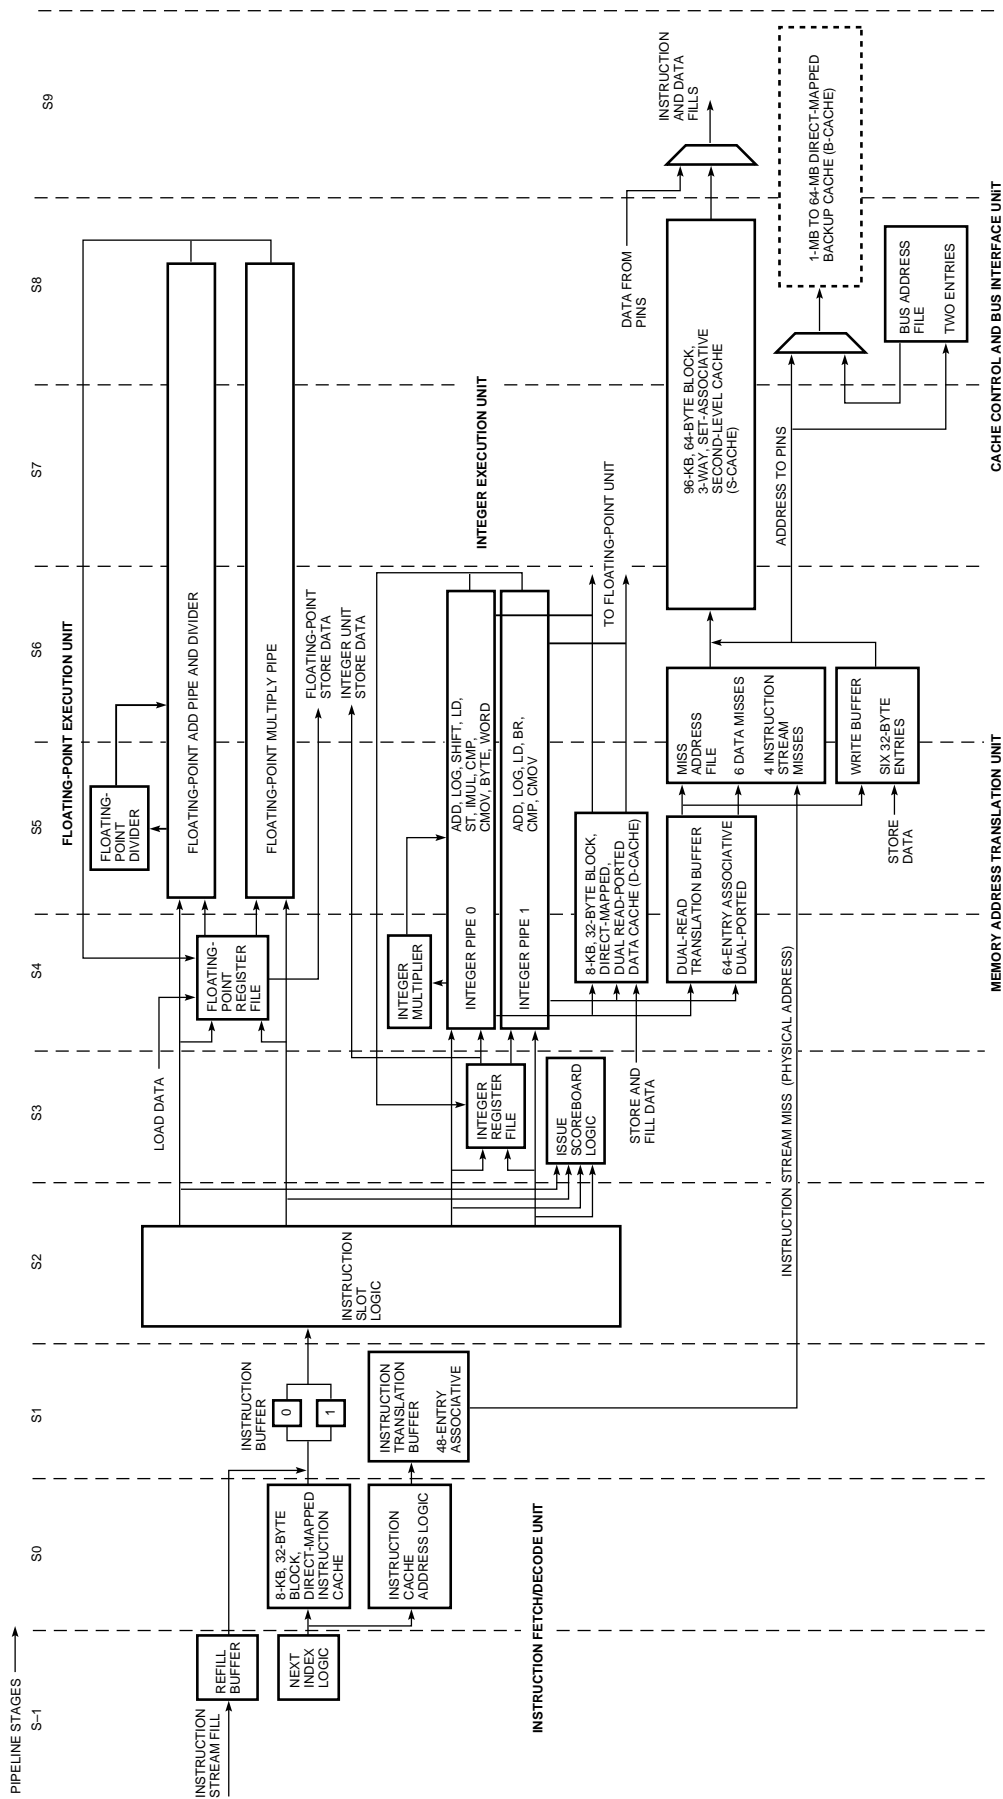 PIPELINE STAGES
S–1
S0
S1
S2
S3
S4
S5
S6
S7
S8
S9
INSTRUCTION
STREAM FILL
REFILL
BUFFER
NEXT
INDEX
LOGIC
8-KB, 32-BYTE
BLOCK,
DIRECT-MAPPED
INSTRUCTION
CACHE
INSTRUCTION
CACHE
ADDRESS LOGIC
INSTRUCTION
BUFFER
0
1
INSTRUCTION
TRANSLATION
BUFFER
48-ENTRY
ASSOCIATIVE
INSTRUCTION FETCH/DECODE UNIT
INSTRUCTION
SLOT
LOGIC
LOAD DATA
FLOATING-
POINT
REGISTER
FILE
FLOATING-
POINT
DIVIDER
FLOATING-POINT EXECUTION UNIT
FLOATING-POINT ADD PIPE AND DIVIDER
FLOATING-POINT MULTIPLY PIPE
FLOATING-POINT
STORE DATA
INTEGER UNIT
STORE DATA
INTEGER
MULTIPLIER
INTEGER
REGISTER
FILE
INTEGER PIPE 0
ADD, LOG, SHIFT, LD,
ST, IMUL, CMP,
CMOV, BYTE, WORD
INTEGER PIPE 1
ADD, LOG, LD, BR,
CMP, CMOV
INTEGER EXECUTION UNIT
ISSUE
SCOREBOARD
LOGIC
STORE AND
FILL DATA
8-KB, 32-BYTE BLOCK,
DIRECT-MAPPED,
DUAL READ-PORTED
DATA CACHE (D-CACHE)
TO FLOATING-POINT UNIT
DUAL-READ
TRANSLATION BUFFER
64-ENTRY ASSOCIATIVE
DUAL-PORTED
MISS
ADDRESS
FILE
6 DATA MISSES
4 INSTRUCTION
STREAM
MISSES
INSTRUCTION STREAM MISS (PHYSICAL ADDRESS)
WRITE BUFFER
SIX 32-BYTE
ENTRIES
STORE
DATA
MEMORY ADDRESS TRANSLATION UNIT
96-KB, 64-BYTE BLOCK,
3-WAY, SET-ASSOCIATIVE
SECOND-LEVEL CACHE
(S-CACHE)
DATA FROM
PINS
INSTRUCTION
AND DATA
FILLS
ADDRESS TO PINS
1-MB TO 64-MB DIRECT-MAPPED
BACKUP CACHE (B-CACHE)
BUS ADDRESS
FILE
TWO ENTRIES
CACHE CONTROL AND BUS INTERFACE UNIT